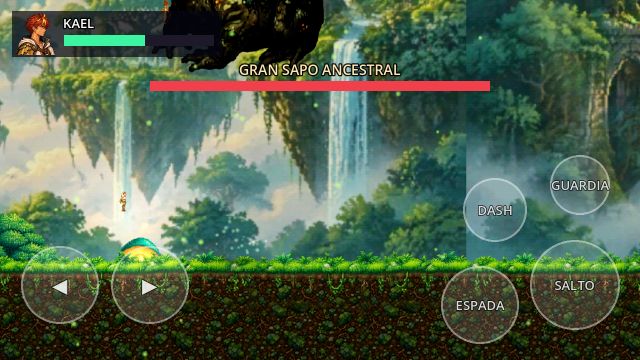 KAEL
GRAN SAPO ANCESTRAL
GUARDIA
DASH
SALTO
ESPADA